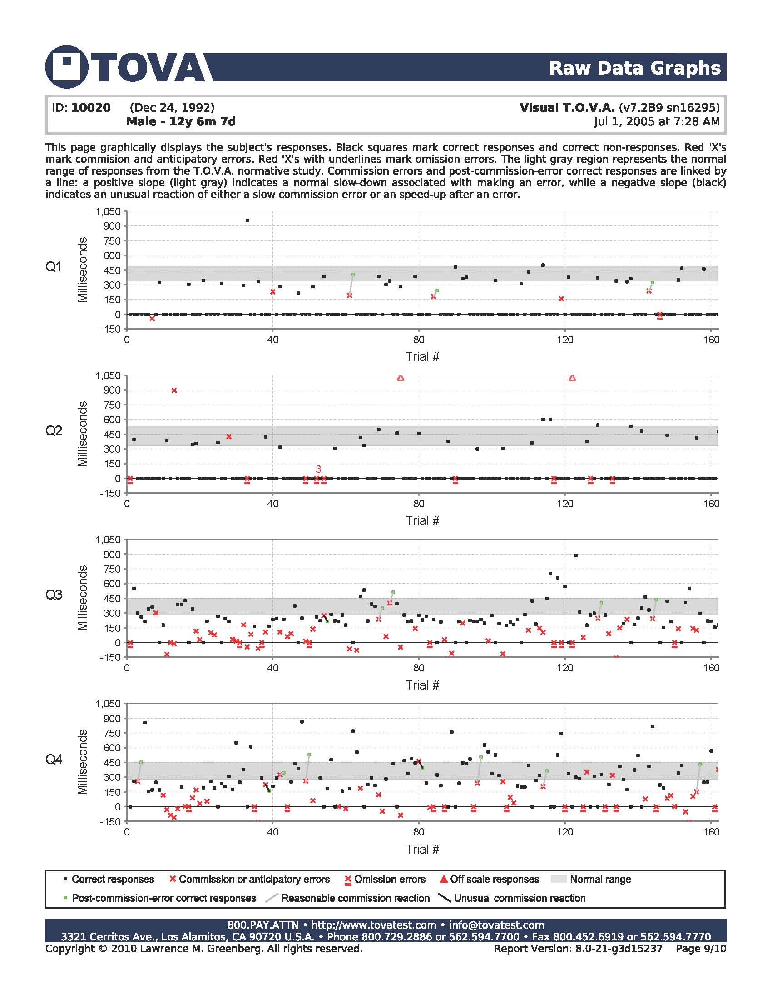 TOVA Raw Data Graphs
ID: 10020 (Dec 24, 1992) Visual T.O.V.A. (v7.2B9 sn16295)
Male - 12y 6m 7d Jul 1, 2005 at 7:28 AM
This page graphically displays the subject's responses. Black squares mark correct responses and correct non-responses. Red 'X's
mark commision and anticipatory errors. Red 'X's with underlines mark omission errors. The light gray region represents the normal
range of responses from the T.O.V.A. normative study. Commission errors and post-commission-error correct responses are linked by
a line: a positive slope (light gray) indicates a normal slow-down associated with making an error, while a negative slope (black)
indicates an unusual reaction of either a slow commission error or an speed-up after an error.
Q1
Milliseconds
1,050
900
750
600
450
300
150
0
-150
0 40 80 120 160
Trial #
Q2
Milliseconds
1,050
900
750
600
450
300
150
0
-150
3
0 40 80 120 160
Trial #
Q3
Milliseconds
1,050
900
750
600
450
300
150
0
-150
0 40 80 120 160
Trial #
Q4
Milliseconds
1,050
900
750
600
450
300
150
0
-150
0 40 80 120 160
Trial #
Correct responses Commission or anticipatory errors Omission errors Off scale responses Normal range
Post-commission-error correct responses Reasonable commission reaction Unusual commission reaction
800.PAY.ATTN • http://www.tovatest.com • info@tovatest.com
3321 Cerritos Ave., Los Alamitos, CA 90720 U.S.A. • Phone 800.729.2886 or 562.594.7700 • Fax 800.452.6919 or 562.594.7770
Copyright © 2010 Lawrence M. Greenberg. All rights reserved. Report Version: 8.0-21-g3d15237 Page 9/10